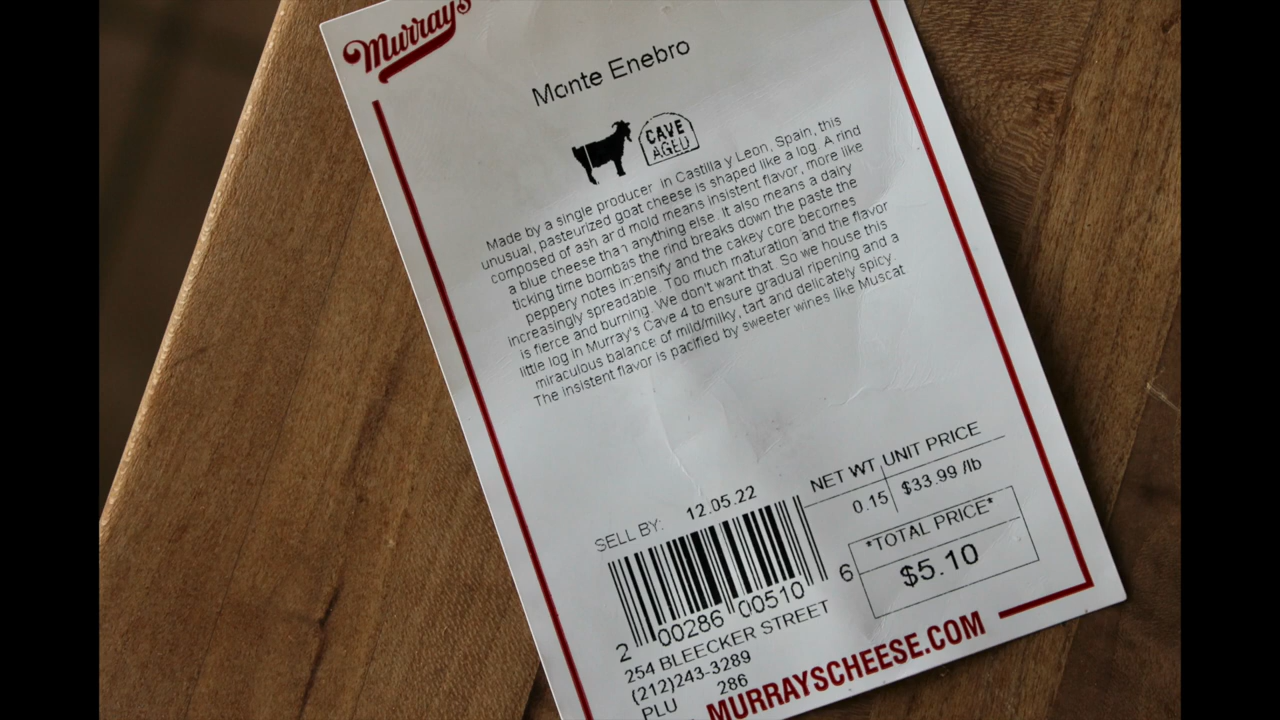 Murray's
Monte Enebro
CAVE
AGED
Made by a single producer in Castilla y Leon, Spain, this
unusual, pasteurized goat cheese is shaped like a log. A rind
composed of ash and mold means insistent flavor, more like
a blue cheese than anything else. It also means a dairy
ticking time bombas the rind breaks down the paste the
peppery notes intensify and the cakey core becomes
increasingly spreadable. Too much maturation and the flavor
is fierce and burning. We don't want that. So we house this
little log in Murray's Cave 4 to ensure gradual ripening and a
miraculous balance of mild/milky, tart and delicately spicy.
The insistent flavor is pacified by sweeter wines like Muscat
SELL BY: 12.05.22
NET WT UNIT PRICE
0.15 $33.99 /lb
*TOTAL PRICE*
$5.10
2 00286 00510 6
254 BLEECKER STREET
(212)243-3289
PLU 286
MURRAYSCHEESE.COM